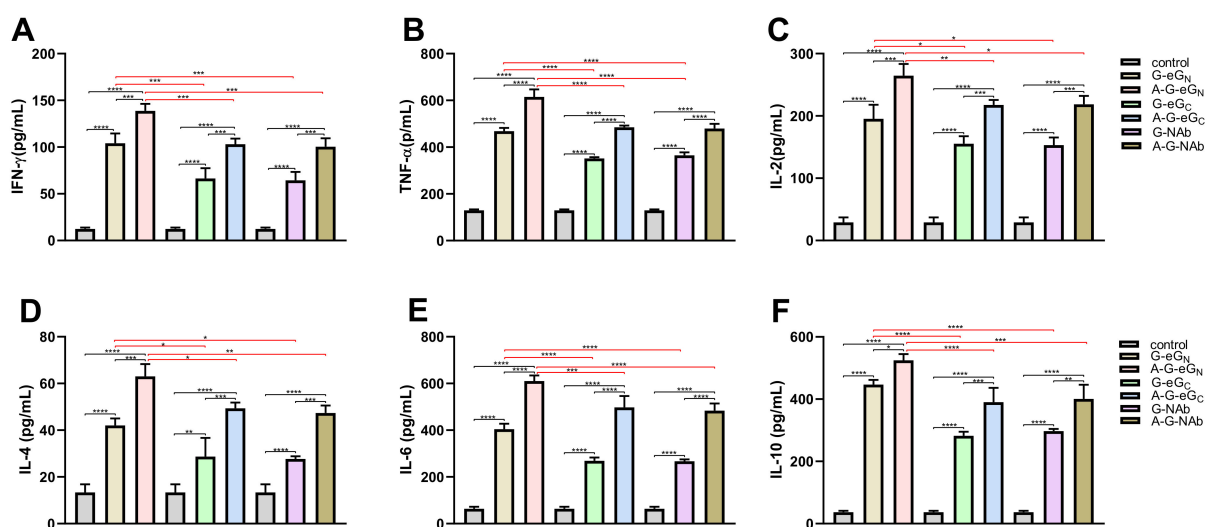 A
IFN-γ(pg/mL)
200
150
100
50
0
***
***
**** ***
*** ***
**** **** ****
*** ***
**** ****
B
TNF-α(p/mL)
800
600
400
200
0
****
****
**** ****
**** ****
**** ****
**** **** ****
**** ****
C
IL-2(pg/mL)
300
200
100
0
*
*
**** *
*** **
**** ****
**** *** ***
**** ****
control
G-eGN
A-G-eGN
G-eGC
A-G-eGC
G-NAb
A-G-NAb
D
IL-4 (pg/mL)
80
60
40
20
0
*
*
**** **
*** *
**** ****
**** *** ***
** ****
E
IL-6 (pg/mL)
800
600
400
200
0
****
****
**** ****
**** ***
**** ****
**** **** ****
**** ****
F
IL-10 (pg/mL)
600
400
200
0
****
****
**** ***
* ****
**** **** ****
*** **
**** ****
control
G-eGN
A-G-eGN
G-eGC
A-G-eGC
G-NAb
A-G-NAb